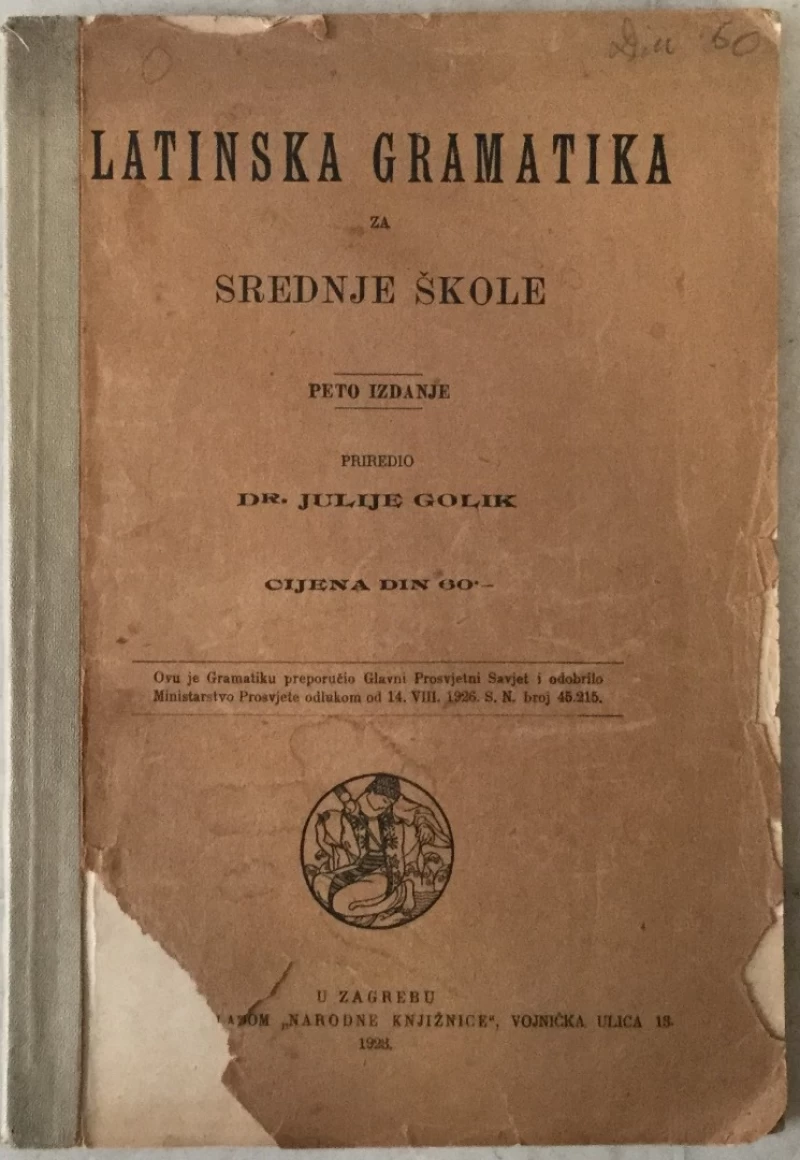 Din 60
LATINSKA GRAMATIKA
ZA
SREDNJE ŠKOLE
PETO IZDANJE
PRIREDIO
DR. JULIJE GOLIK
CIJENA DIN 60·–
Ovu je Gramatiku preporučio Glavni Prosvjetni Savjet i odobrilo
Ministarstvo Prosvjete odlukom od 14. VIII. 1926. S. N. broj 45.215.
U ZAGREBU
„NARODNE KNJIŽNICE“, VOJNIČKA ULICA 13.